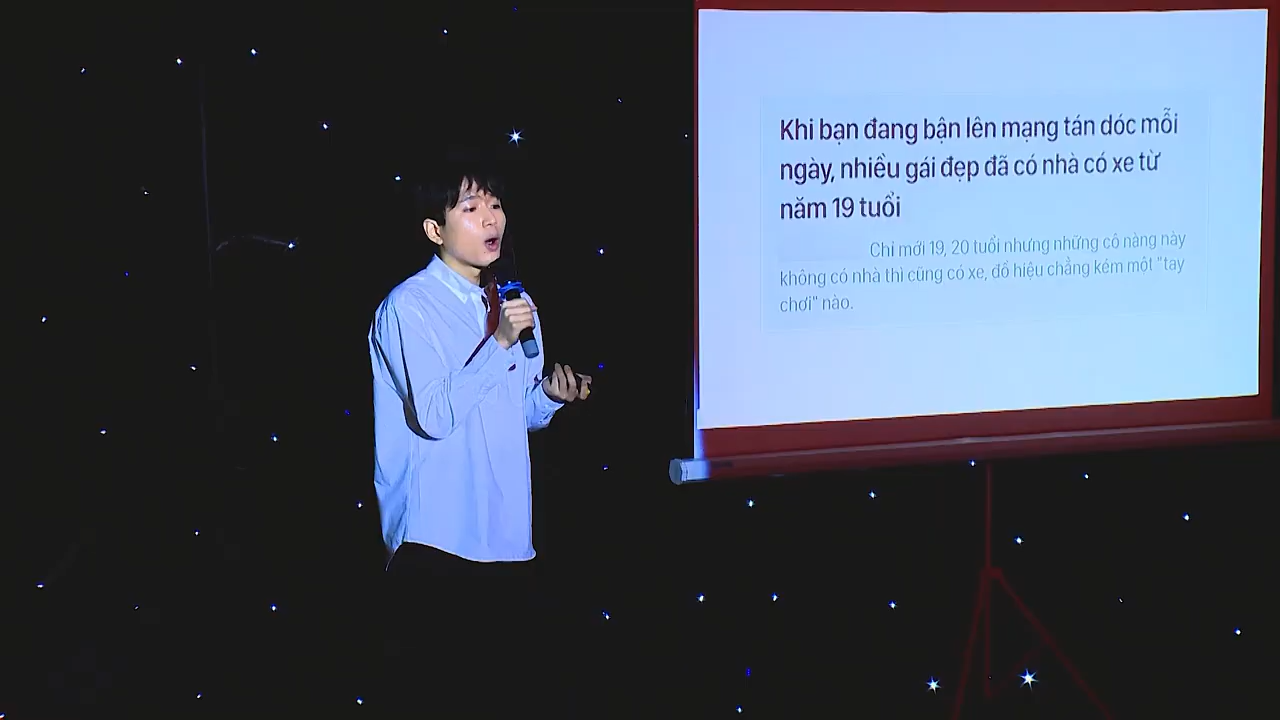 Khi bạn đang bận lên mạng tán dóc mỗi
ngày, nhiều gái đẹp đã có nhà có xe từ
năm 19 tuổi
Chỉ mới 19, 20 tuổi nhưng những cô nàng này
không có nhà thì cũng có xe, đồ hiệu chẳng kém một "tay
chơi" nào.